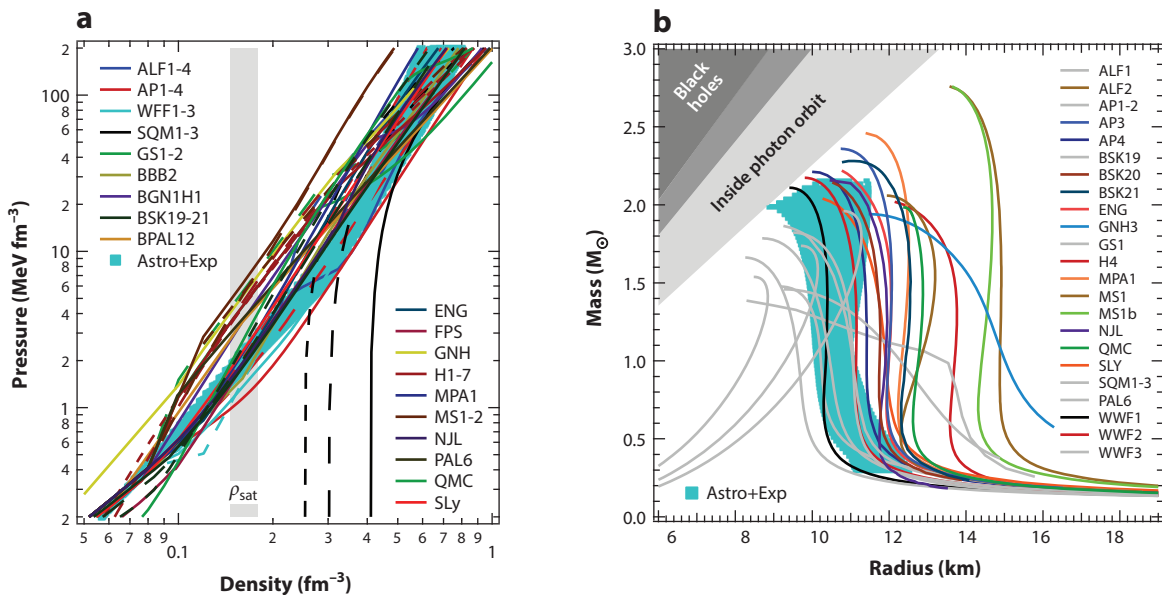 a
Pressure (MeV fm⁻³)
2
100
8
6
4
2
10
8
6
4
2
1
8
6
4
2
ALF1-4
AP1-4
WFF1-3
SQM1-3
GS1-2
BBB2
BGN1H1
BSK19-21
BPAL12
Astro+Exp
ENG
FPS
GNH
H1-7
MPA1
MS1-2
NJL
PAL6
QMC
SLy
ρsat
5 6 7 8 9 0.1 2 3 4 5 6 7 8 9 1
Density (fm⁻³)
b
Mass (M☉)
3.0
2.5
2.0
1.5
1.0
0.5
0.0
Black
holes
Inside photon orbit
ALF1
ALF2
AP1-2
AP3
AP4
BSK19
BSK20
BSK21
ENG
GNH3
GS1
H4
MPA1
MS1
MS1b
NJL
QMC
SLY
SQM1-3
PAL6
WWF1
WWF2
WWF3
Astro+Exp
6 8 10 12 14 16 18
Radius (km)